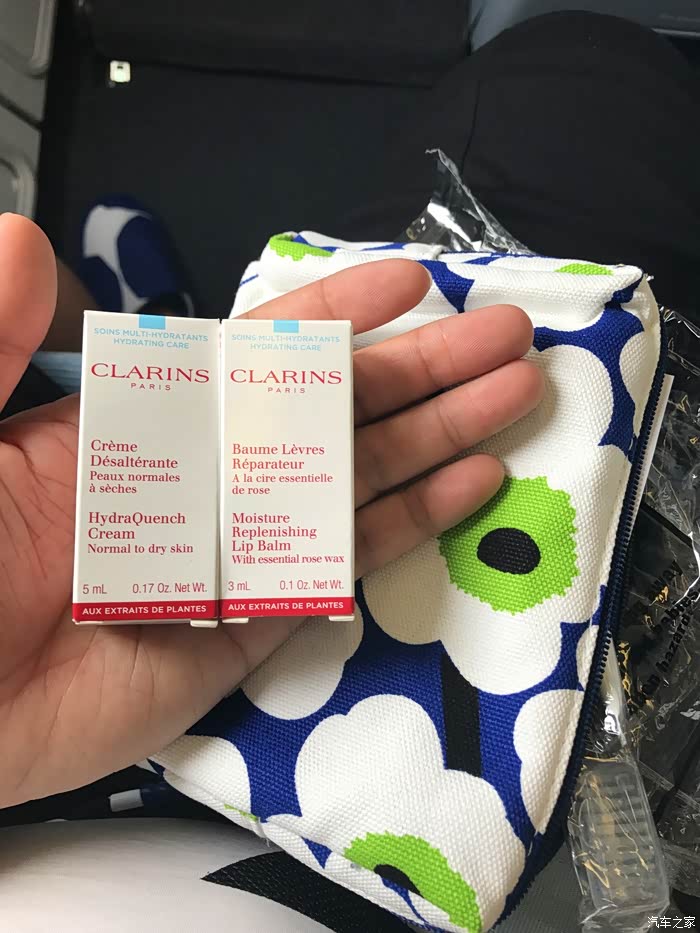 SOINS MULTI-HYDRATANTS
HYDRATING CARE
CLARINS
PARIS
Crème
Désaltérante
Peaux normales
à sèches
HydraQuench
Cream
Normal to dry skin
5 mL 0.17 Oz. Net Wt.
AUX EXTRAITS DE PLANTES
SOINS MULTI-HYDRATANTS
HYDRATING CARE
CLARINS
PARIS
Baume Lèvres
Réparateur
A la cire essentielle
de rose
Moisture
Replenishing
Lip Balm
With essential rose wax
3 mL 0.1 Oz. Net Wt.
AUX EXTRAITS DE PLANTES
away
汽车之家